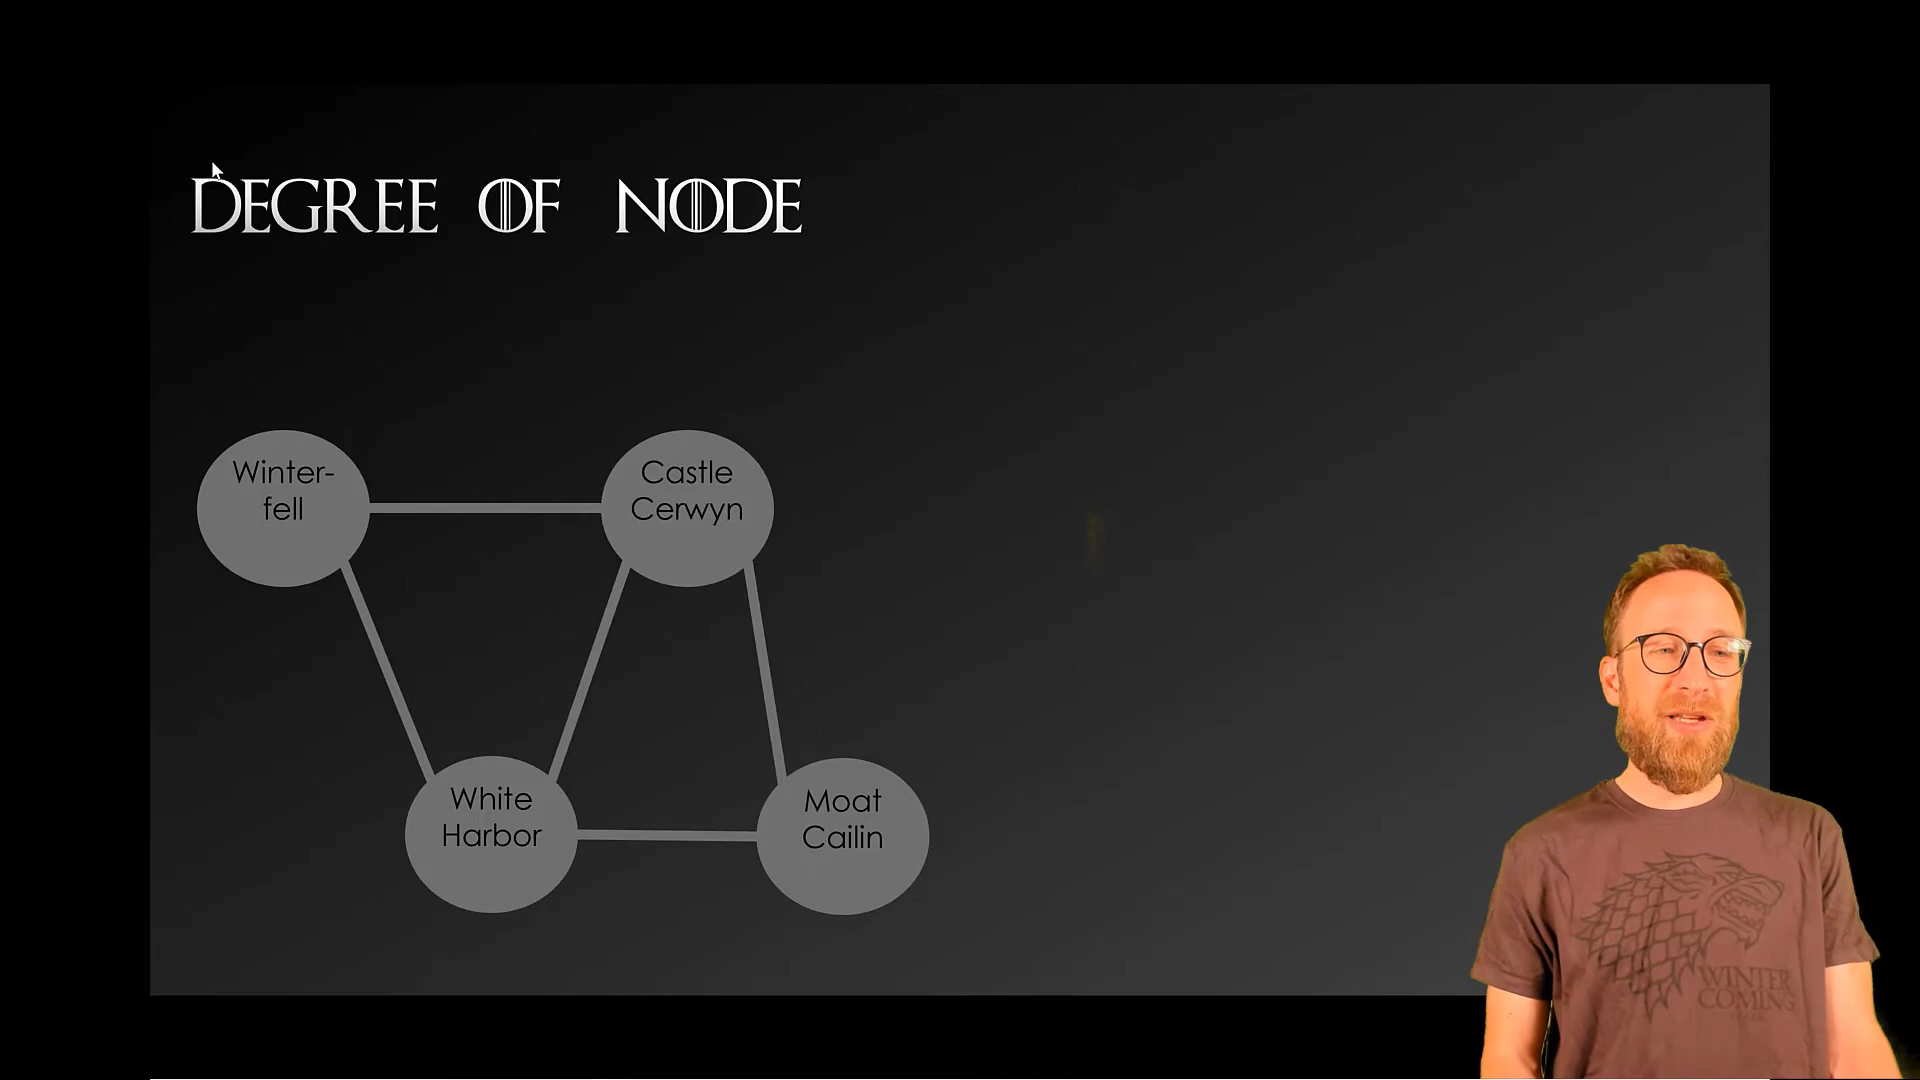 DEGREE OF NODE
Winter-
fell
Castle
Cerwyn
White
Harbor
Moat
Cailin
WINTER
COMING